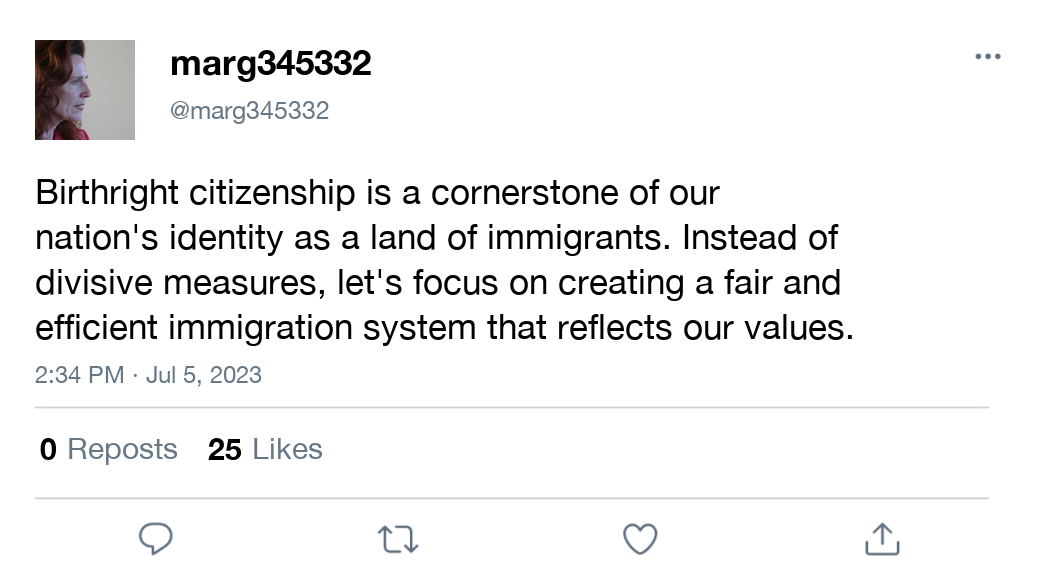 marg345332
@marg345332
Birthright citizenship is a cornerstone of our
nation's identity as a land of immigrants. Instead of
divisive measures, let's focus on creating a fair and
efficient immigration system that reflects our values.
2:34 PM · Jul 5, 2023
0 Reposts 25 Likes